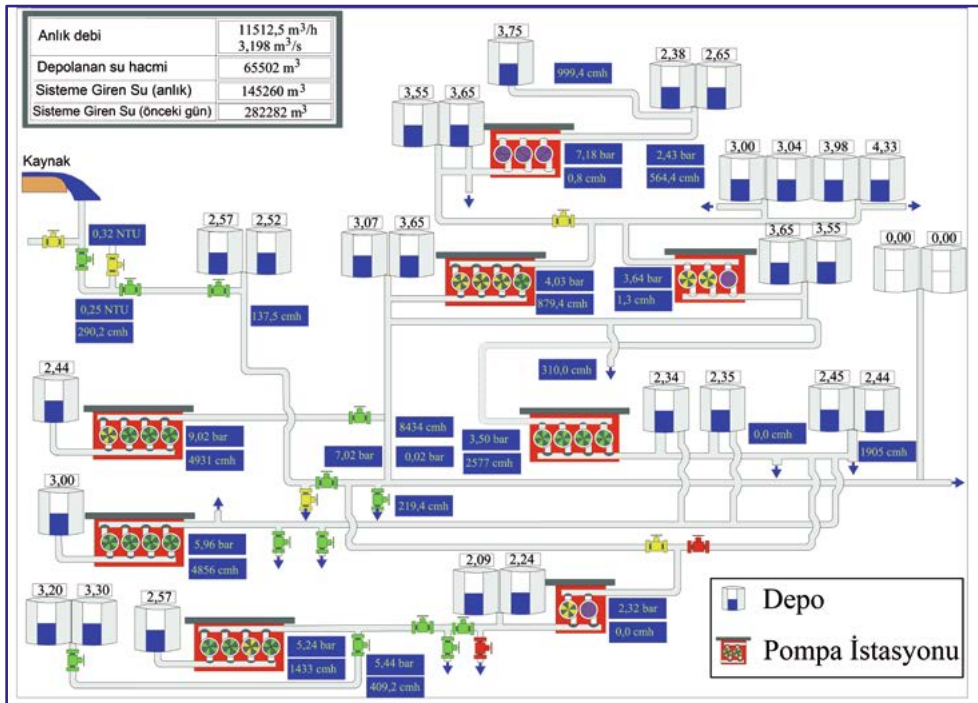 Anlık debi
11512,5 m³/h
3,198 m³/s
Depolanan su hacmi
65502 m³
Sisteme Giren Su (anlık)
145260 m³
Sisteme Giren Su (önceki gün)
282282 m³
3,75
2,38
2,65
999,4 cmh
3,55
3,65
7,18 bar
0,8 cmh
2,43 bar
564,4 cmh
3,00
3,04
3,98
4,33
Kaynak
0,32 NTU
2,57
2,52
3,07
3,65
3,65
3,55
0,00
0,00
4,03 bar
879,4 cmh
3,64 bar
1,3 cmh
0,25 NTU
290,2 cmh
137,5 cmh
310,0 cmh
2,44
2,34
2,35
2,45
2,44
9,02 bar
4931 cmh
8434 cmh
7,02 bar
0,02 bar
3,50 bar
2577 cmh
0,0 cmh
1905 cmh
3,00
219,4 cmh
5,96 bar
4856 cmh
3,20
3,30
2,57
2,09
2,24
2,32 bar
0,0 cmh
5,24 bar
1433 cmh
5,44 bar
409,2 cmh
Depo
Pompa İstasyonu